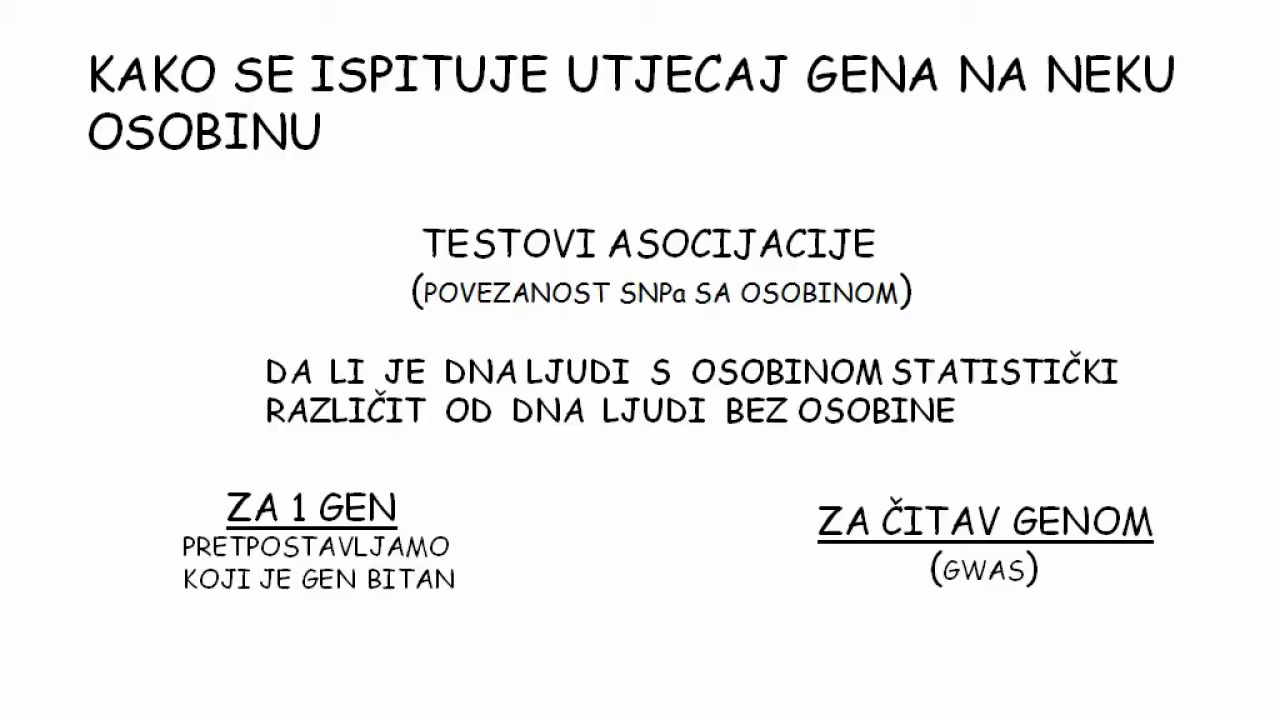 KAKO SE ISPITUJE UTJECAJ GENA NA NEKU
OSOBINU
TESTOVI ASOCIJACIJE
(POVEZANOST SNPa SA OSOBINOM)
DA LI JE DNA LJUDI S OSOBINOM STATISTIČKI
RAZLIČIT OD DNA LJUDI BEZ OSOBINE
ZA 1 GEN
PRETPOSTAVLJAMO
KOJI JE GEN BITAN
ZA ČITAV GENOM
(GWAS)